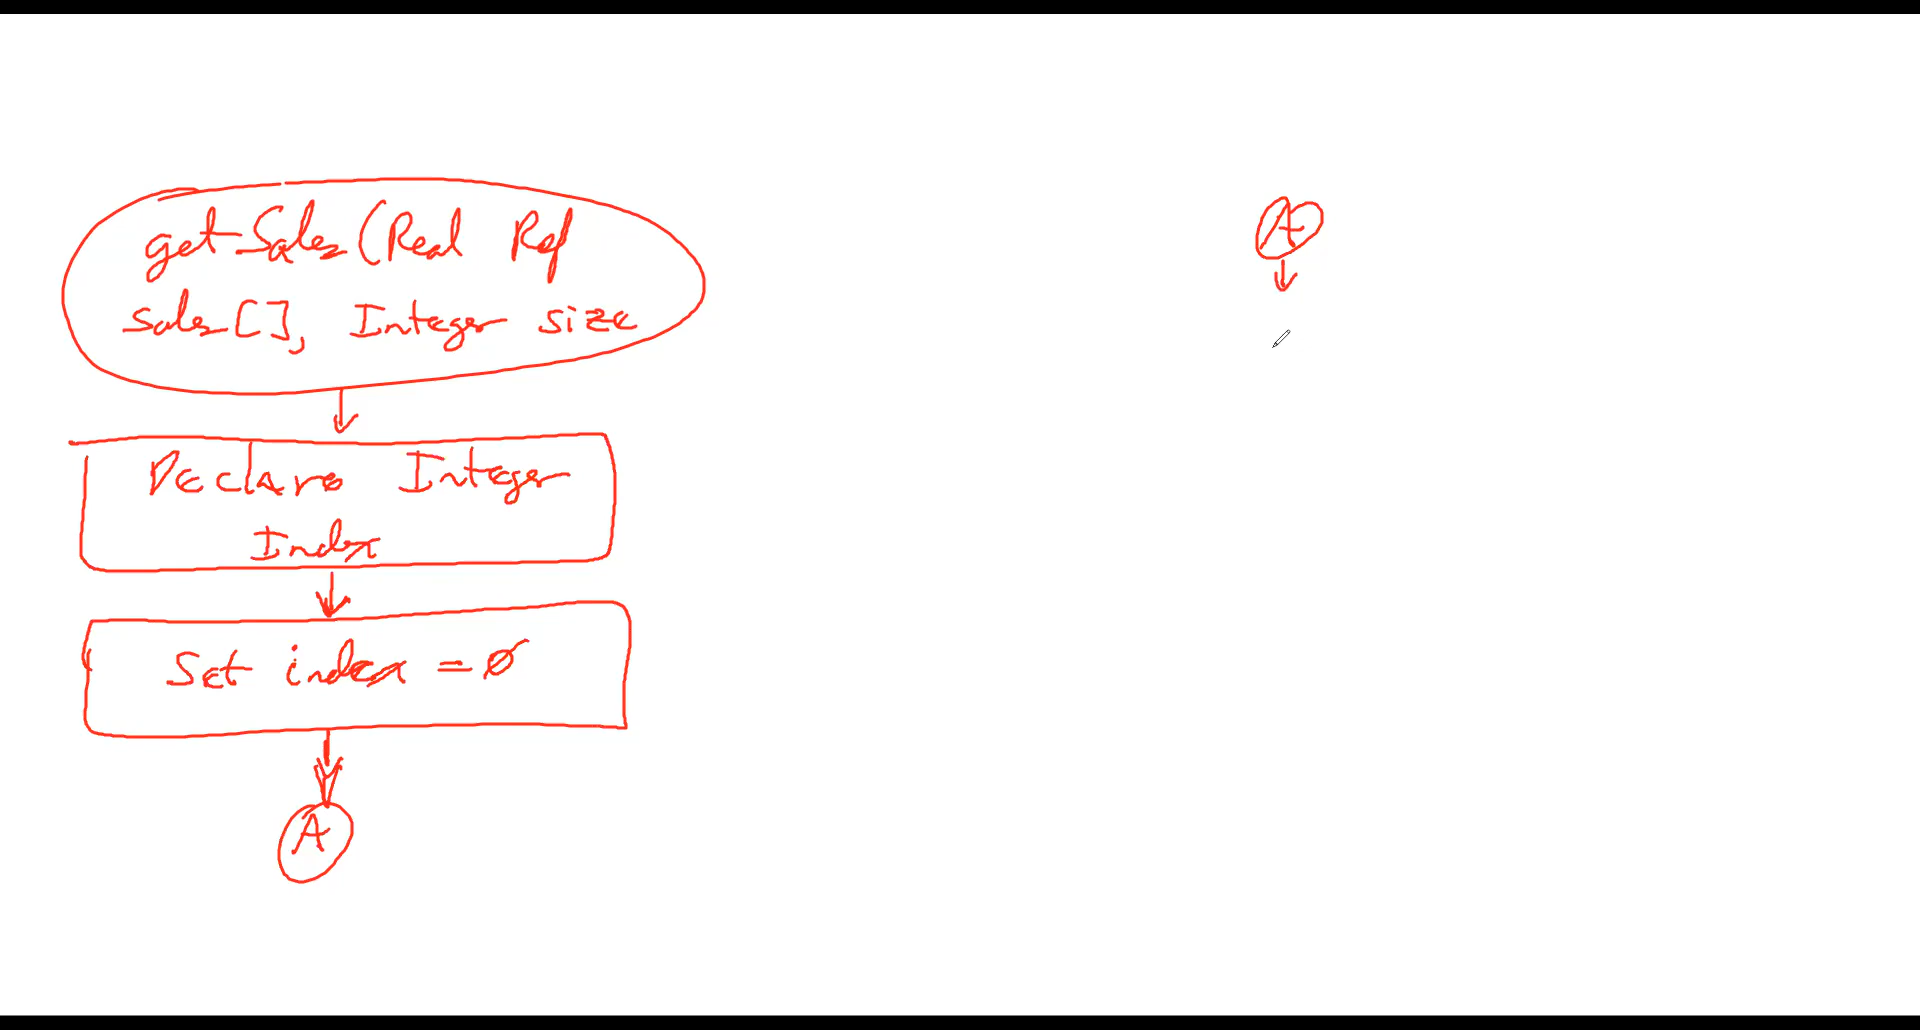 getSales(Real Ref
sales[], Integer size
Declare Integer
Index
Set index = 0
A
A